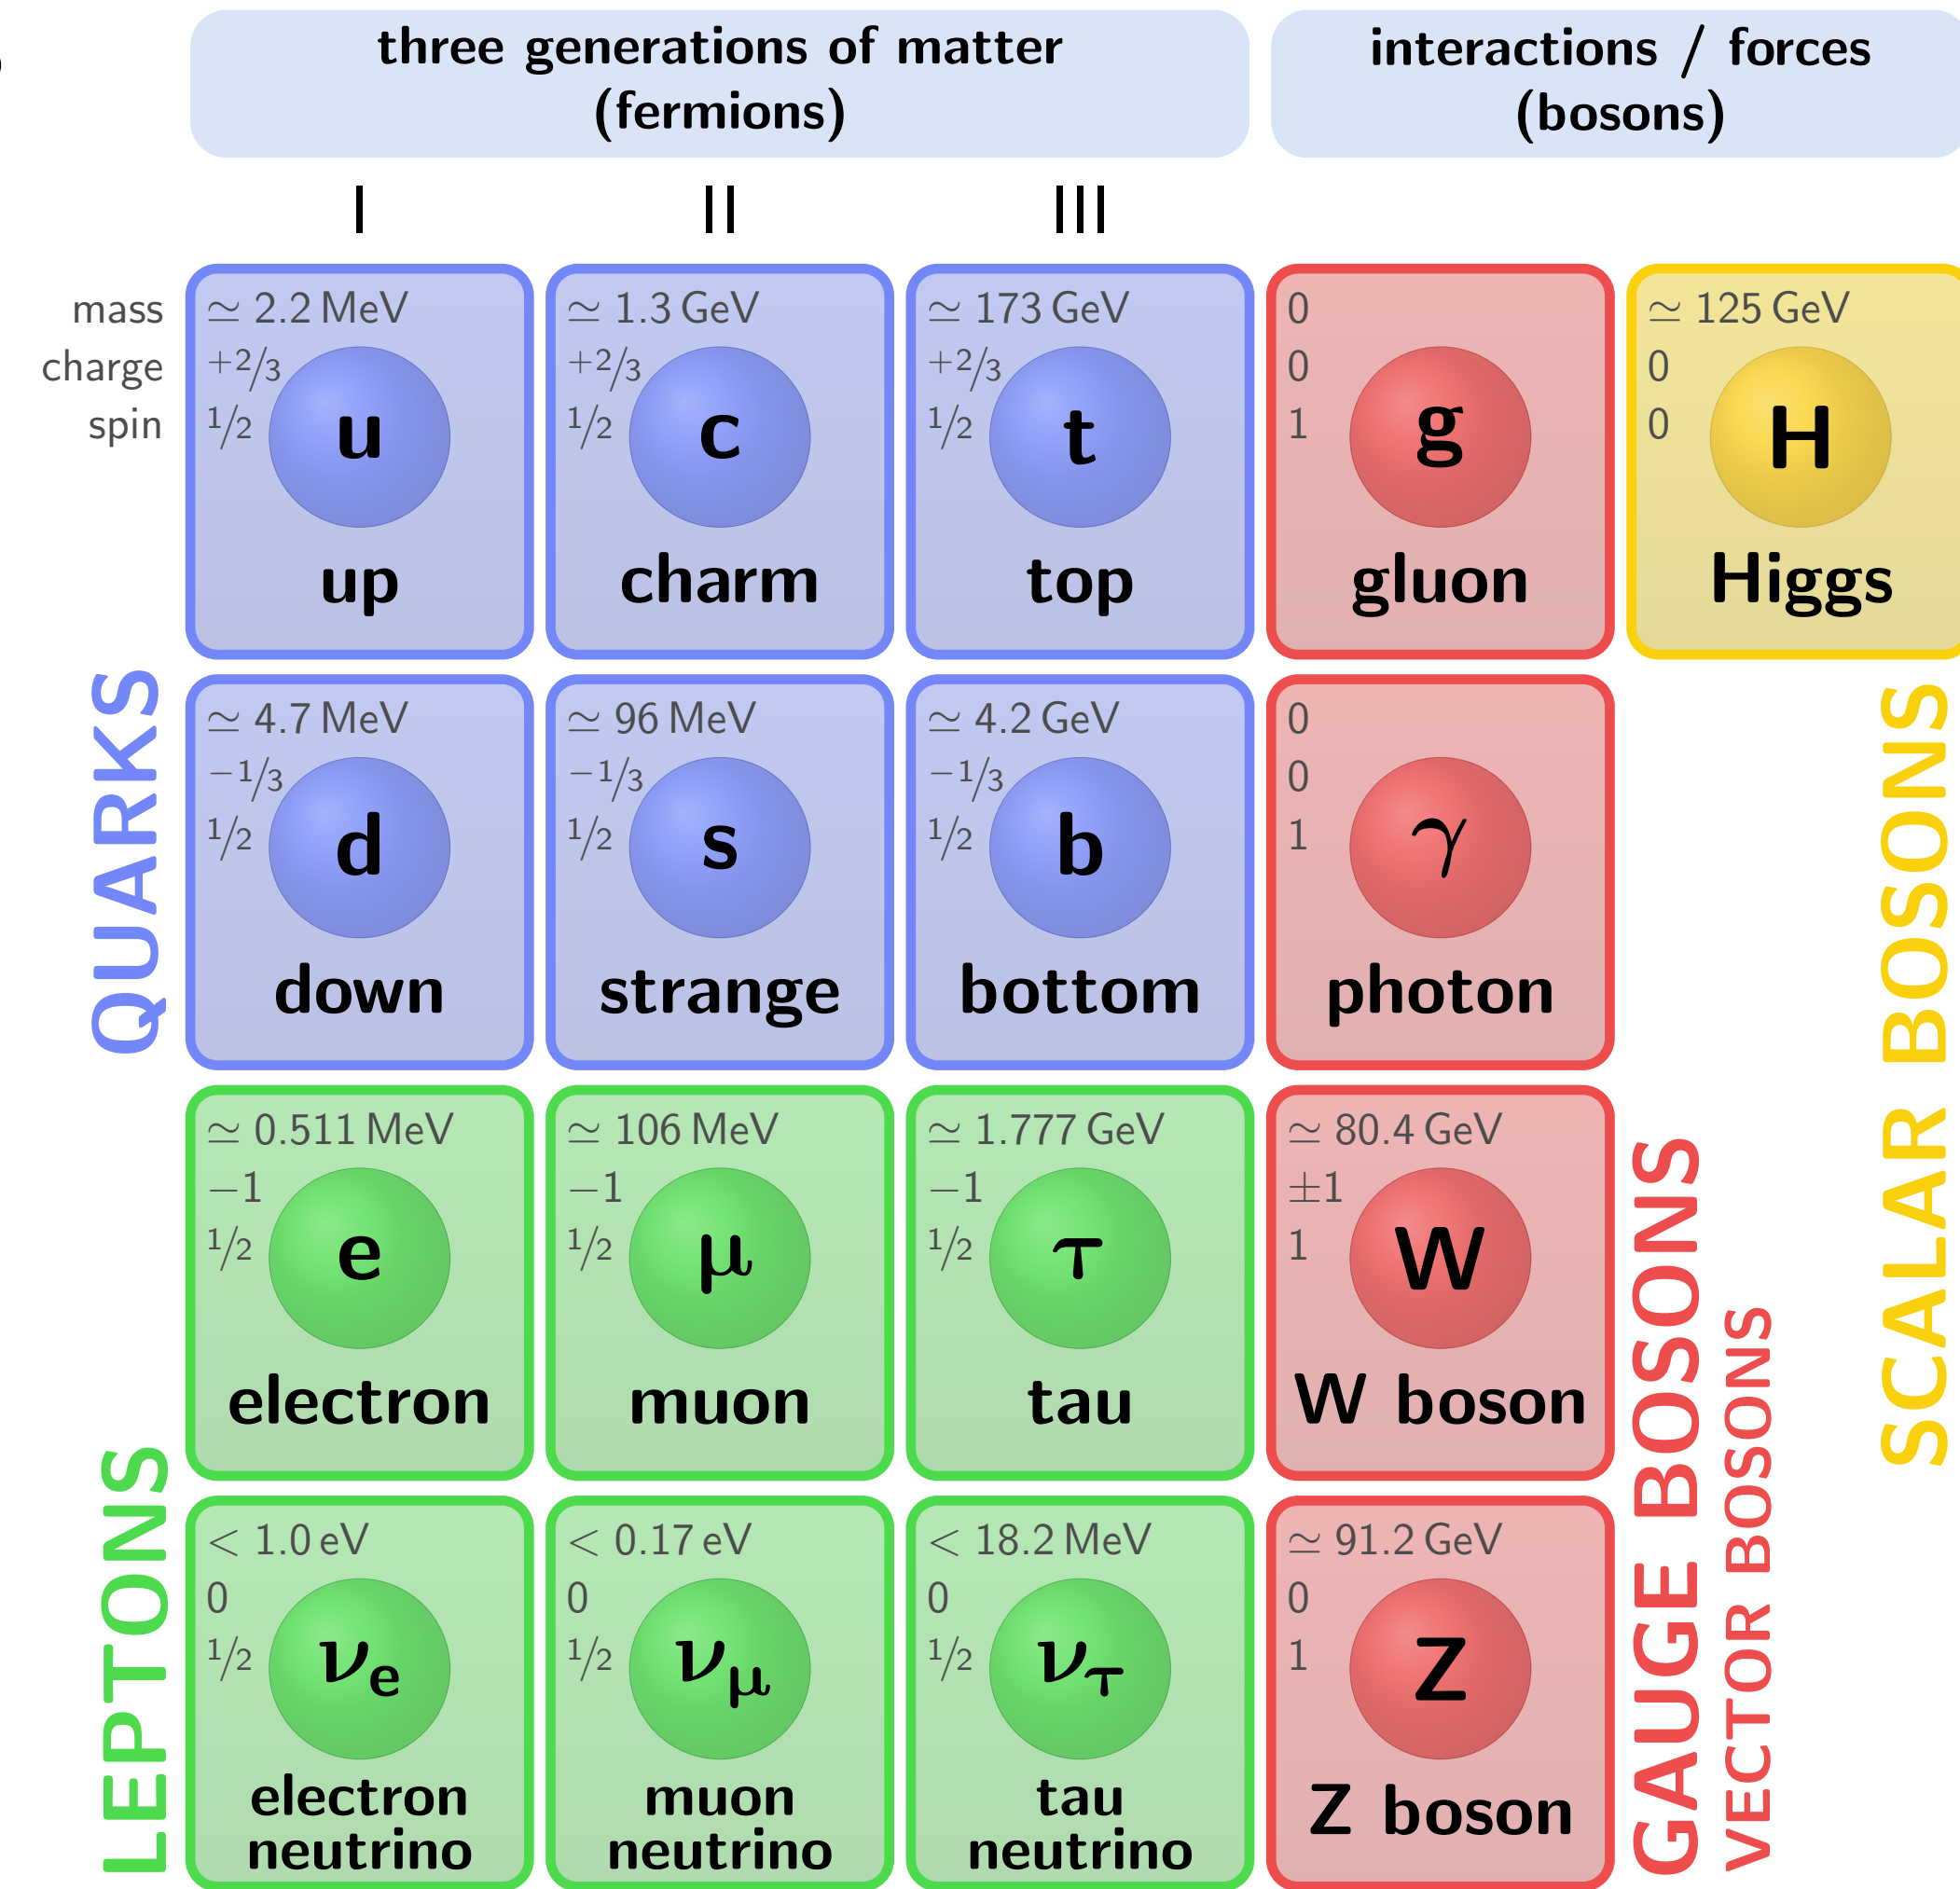 three generations of matter
(fermions)
interactions / forces
(bosons)
I
II
III
mass
charge
spin
≃ 2.2 MeV
+2/3
1/2
u
up
≃ 1.3 GeV
+2/3
1/2
c
charm
≃ 173 GeV
+2/3
1/2
t
top
0
0
1
g
gluon
≃ 125 GeV
0
0
H
Higgs
QUARKS
≃ 4.7 MeV
−1/3
1/2
d
down
≃ 96 MeV
−1/3
1/2
s
strange
≃ 4.2 GeV
−1/3
1/2
b
bottom
0
0
1
γ
photon
SCALAR BOSONS
LEPTONS
≃ 0.511 MeV
−1
1/2
e
electron
≃ 106 MeV
−1
1/2
μ
muon
≃ 1.777 GeV
−1
1/2
τ
tau
≃ 80.4 GeV
±1
1
W
W boson
GAUGE BOSONS
VECTOR BOSONS
< 1.0 eV
0
1/2
νe
electron
neutrino
< 0.17 eV
0
1/2
νμ
muon
neutrino
< 18.2 MeV
0
1/2
ντ
tau
neutrino
≃ 91.2 GeV
0
1
Z
Z boson